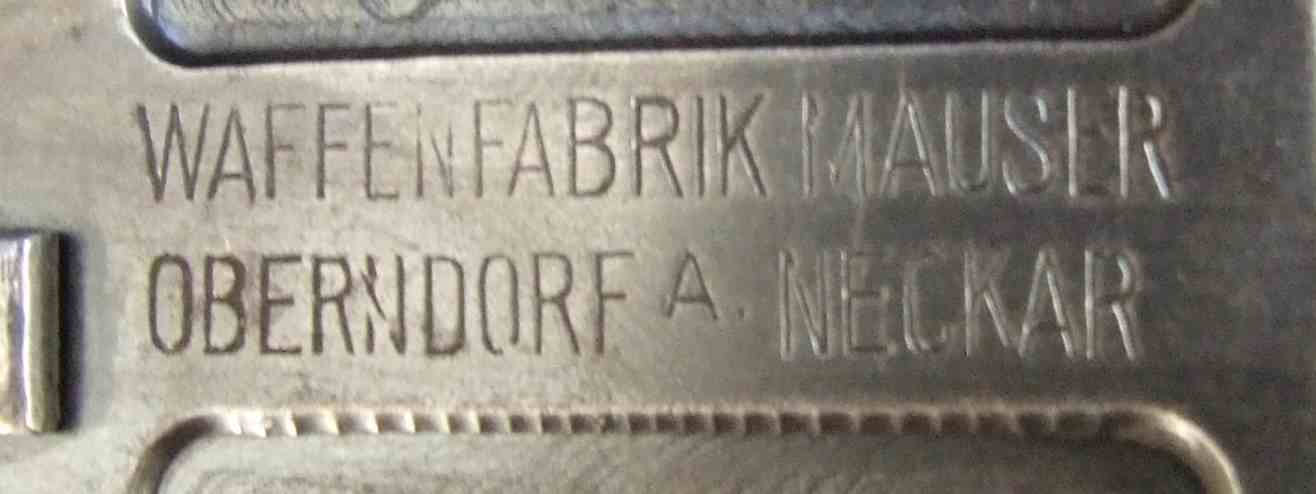 WAFFENFABRIK MAUSER
OBERNDORF A. NECKAR